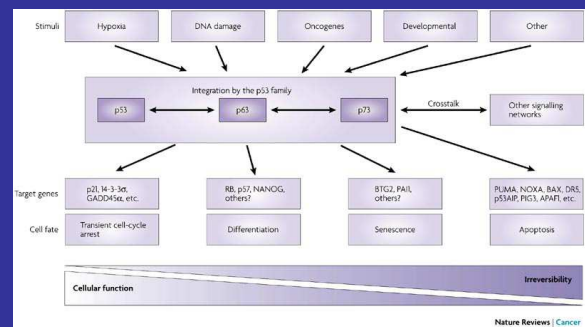 Stimuli
Hypoxia
DNA damage
Oncogenes
Developmental
Other
Integration by the p53 family
p53
p63
p73
Crosstalk
Other signalling
networks
Target genes
p21, 14-3-3σ,
GADD45α, etc.
RB, p57, NANOG,
others?
BTG2, PAI1,
others?
PUMA, NOXA, BAX, DR5,
p53AIP, PIG3, APAF1, etc.
Cell fate
Transient cell-cycle
arrest
Differentiation
Senescence
Apoptosis
Cellular function
Irreversibility
Nature Reviews | Cancer